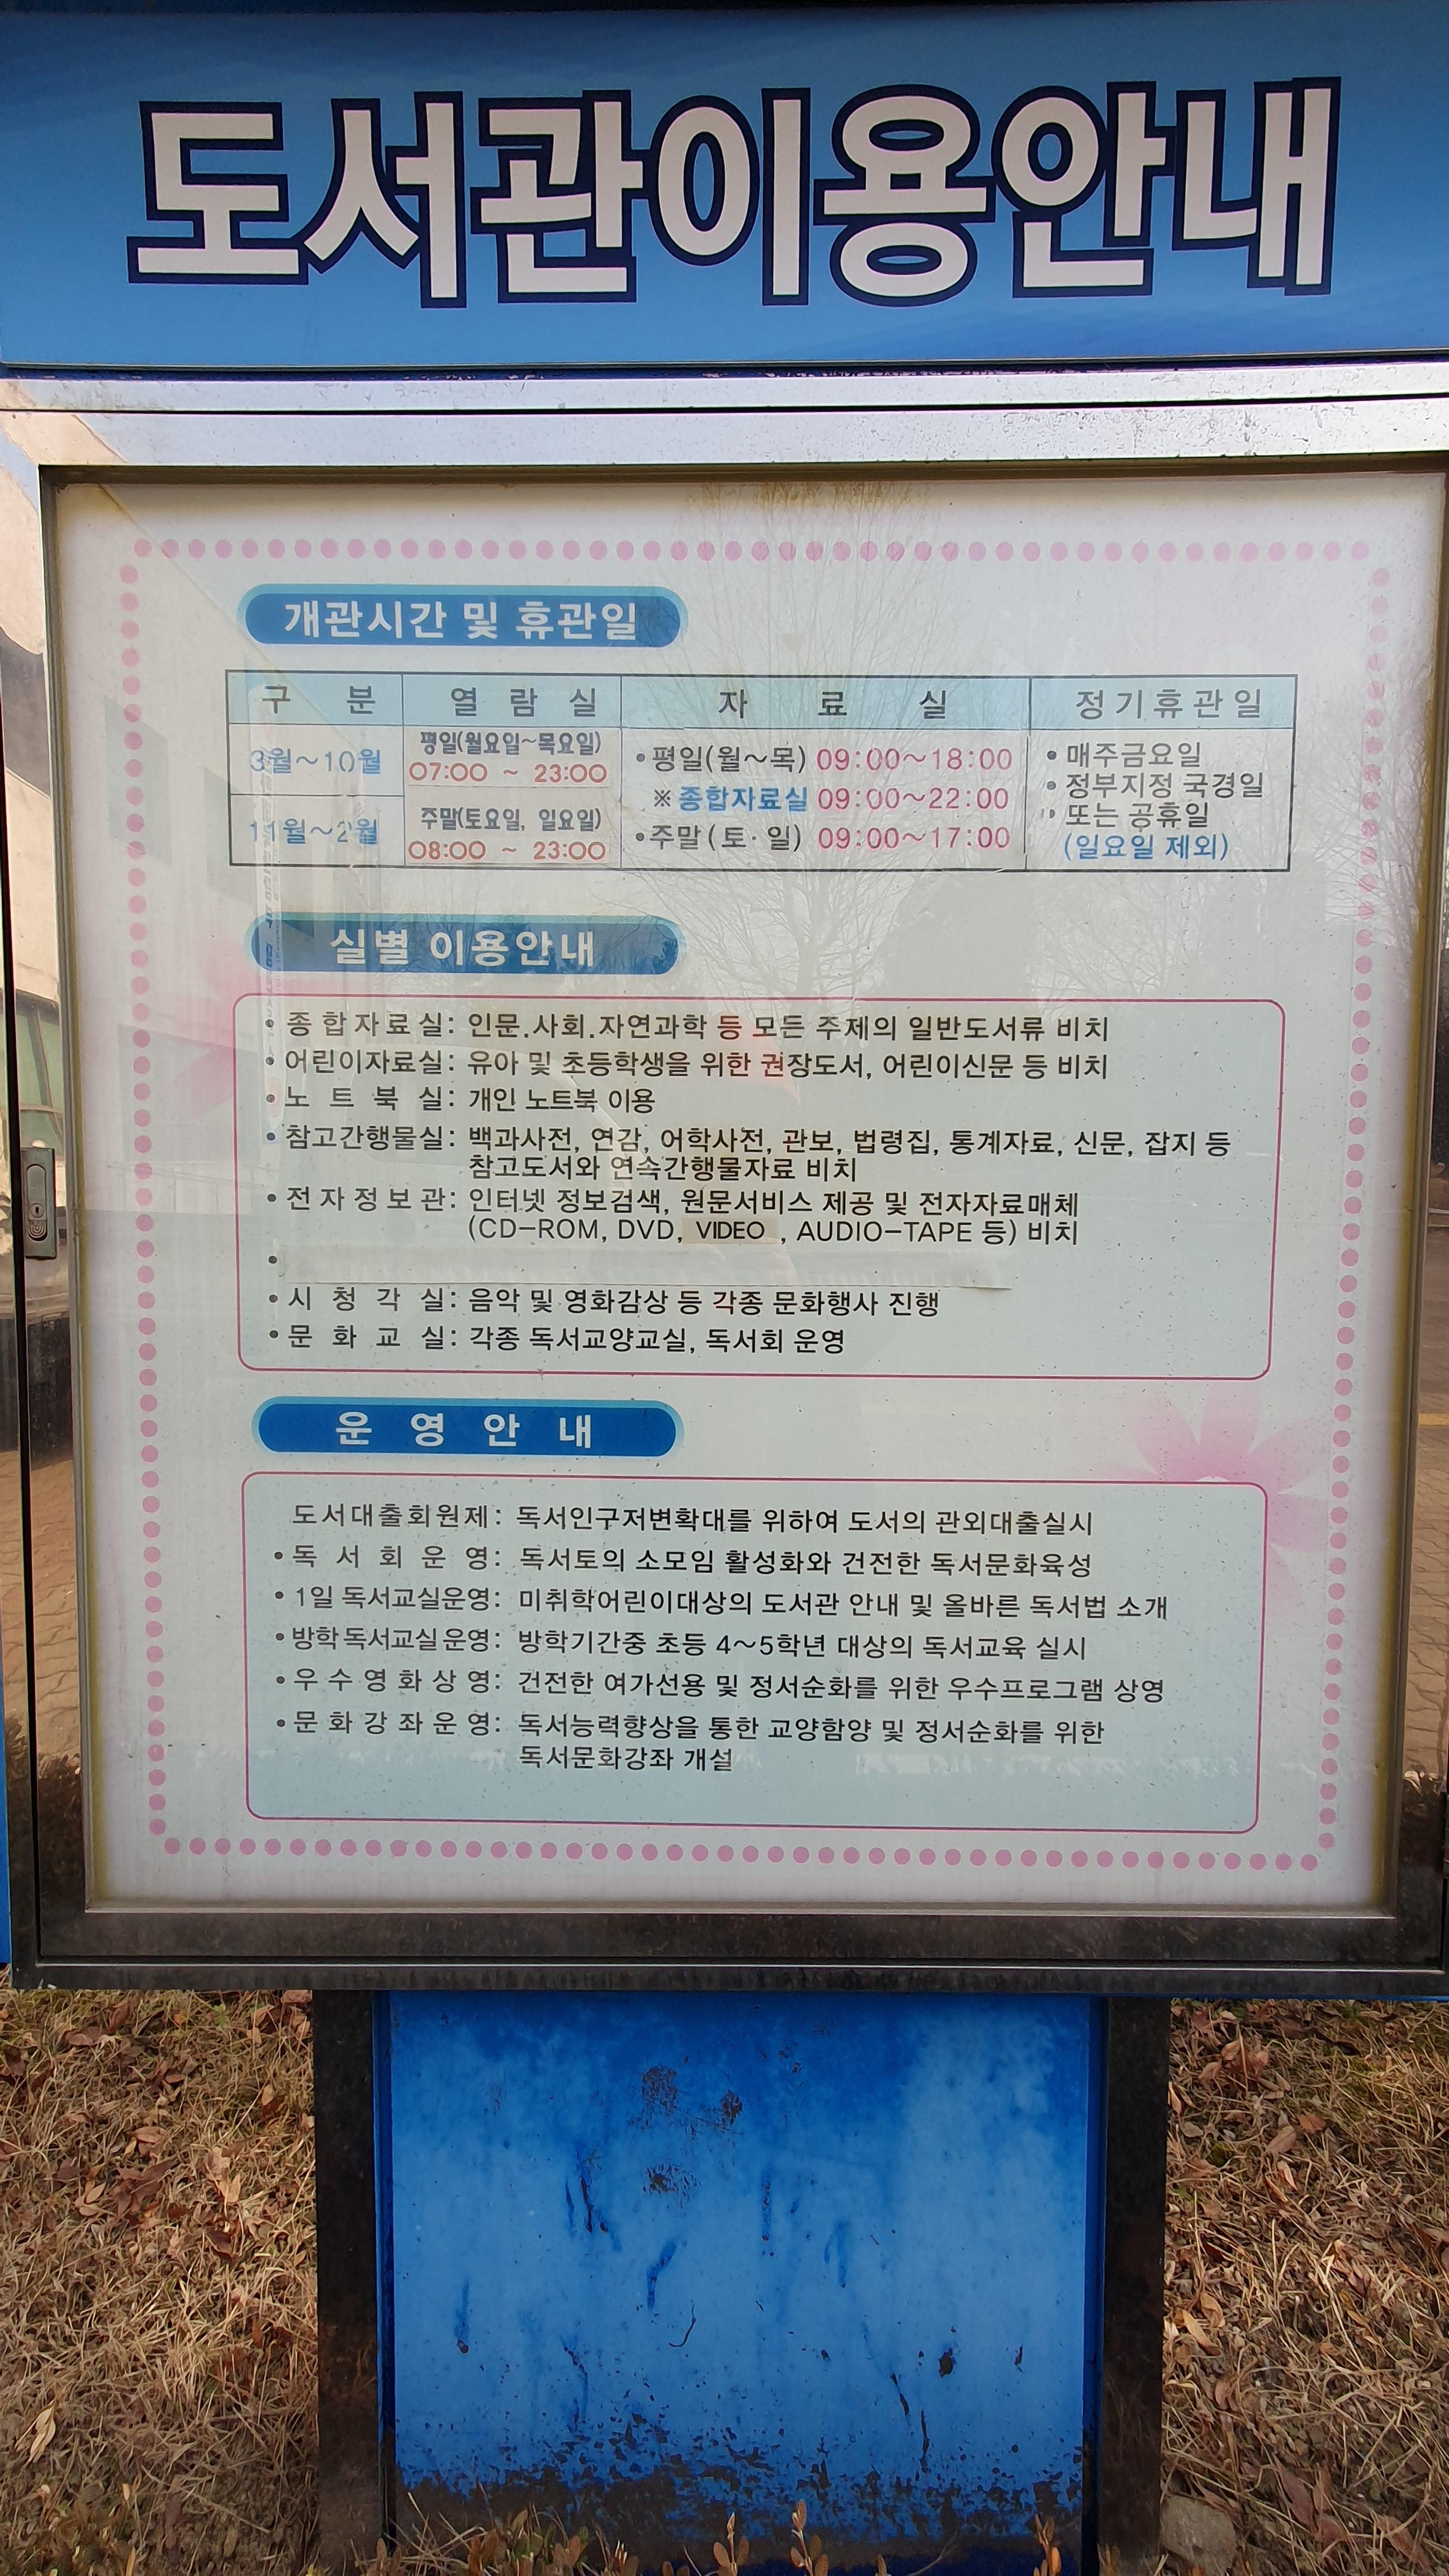 도서관이용안내
개관시간 및 휴관일
구 분 열 람 실 자 료 실 정기휴관일
3월~10월
11월~2월
평일(월요일~목요일)
07:00 ~ 23:00
주말(토요일, 일요일)
08:00 ~ 23:00
• 평일(월~목) 09:00~18:00
※ 종합자료실 09:00~22:00
• 주말(토·일) 09:00~17:00
• 매주금요일
• 정부지정 국경일
• 또는 공휴일
(일요일 제외)
실별 이용안내
• 종합자료실: 인문.사회.자연과학 등 모든 주제의 일반도서류 비치
• 어린이자료실: 유아 및 초등학생을 위한 권장도서, 어린이신문 등 비치
• 노 트 북 실: 개인 노트북 이용
• 참고간행물실: 백과사전, 연감, 어학사전, 관보, 법령집, 통계자료, 신문, 잡지 등
참고도서와 연속간행물자료 비치
• 전자정보관: 인터넷 정보검색, 원문서비스 제공 및 전자자료매체
(CD-ROM, DVD, VIDEO , AUDIO-TAPE 등) 비치
•
• 시 청 각 실: 음악 및 영화감상 등 각종 문화행사 진행
• 문 화 교 실: 각종 독서교양교실, 독서회 운영
운 영 안 내
도서대출회원제: 독서인구저변확대를 위하여 도서의 관외대출실시
• 독 서 회 운 영: 독서토의 소모임 활성화와 건전한 독서문화육성
• 1일 독서교실운영: 미취학어린이대상의 도서관 안내 및 올바른 독서법 소개
• 방학독서교실운영: 방학기간중 초등 4~5학년 대상의 독서교육 실시
• 우수영화상영: 건전한 여가선용 및 정서순화를 위한 우수프로그램 상영
• 문화강좌운영: 독서능력향상을 통한 교양함양 및 정서순화를 위한
독서문화강좌 개설